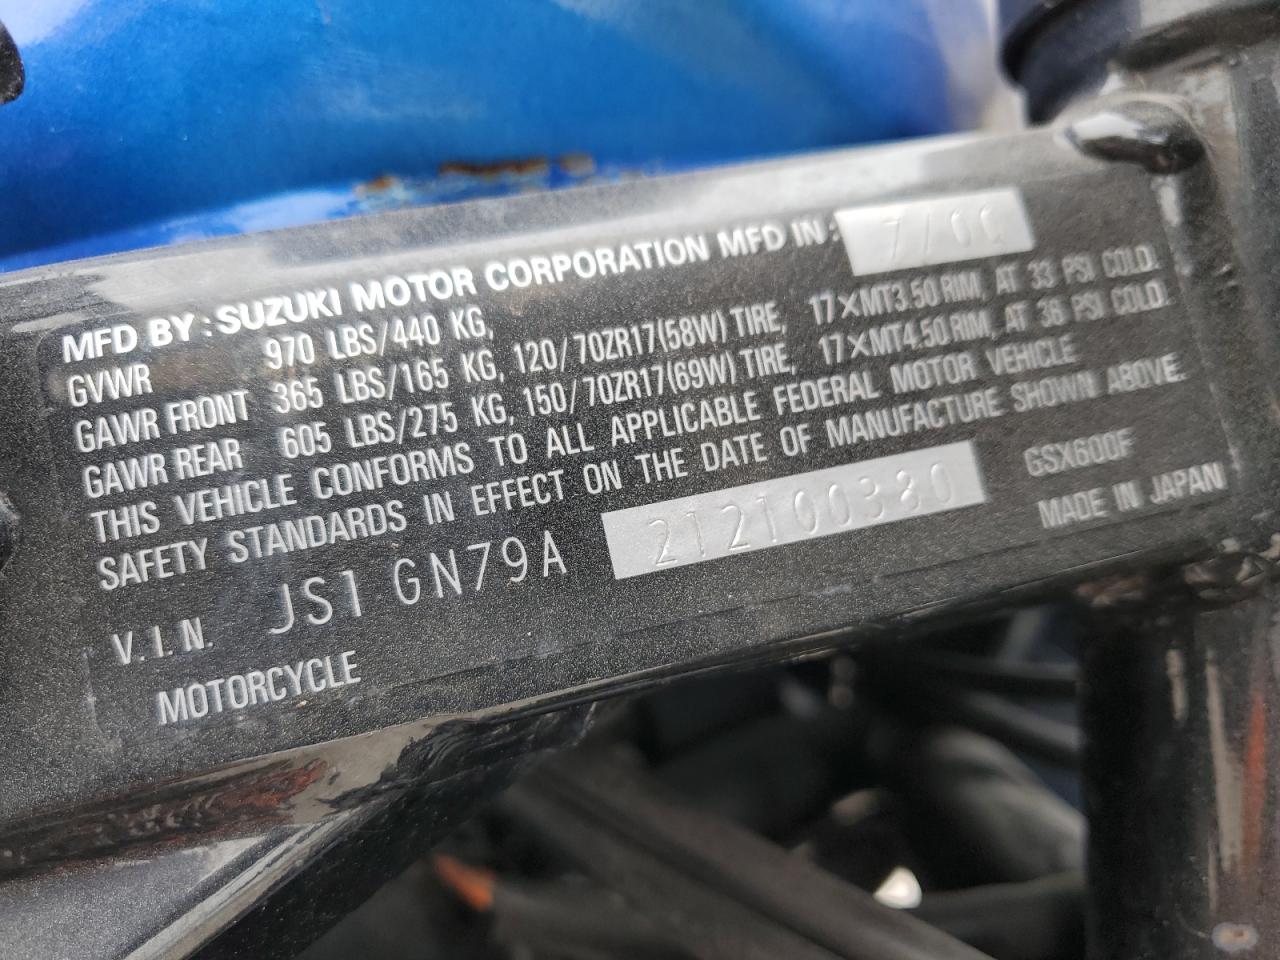 MFD BY : SUZUKI MOTOR CORPORATION MFD IN : 7/00
GVWR 970 LBS/440 KG,
GAWR FRONT 365 LBS/165 KG, 120/70ZR17(58W) TIRE, 17×MT3.50 RIM, AT 33 PSI COLD.
GAWR REAR 605 LBS/275 KG, 150/70ZR17(69W) TIRE, 17×MT4.50 RIM, AT 36 PSI COLD.
THIS VEHICLE CONFORMS TO ALL APPLICABLE FEDERAL MOTOR VEHICLE
SAFETY STANDARDS IN EFFECT ON THE DATE OF MANUFACTURE SHOWN ABOVE.
V.I.N. JS1GN79A 212100380 GSX600F
MOTORCYCLE MADE IN JAPAN